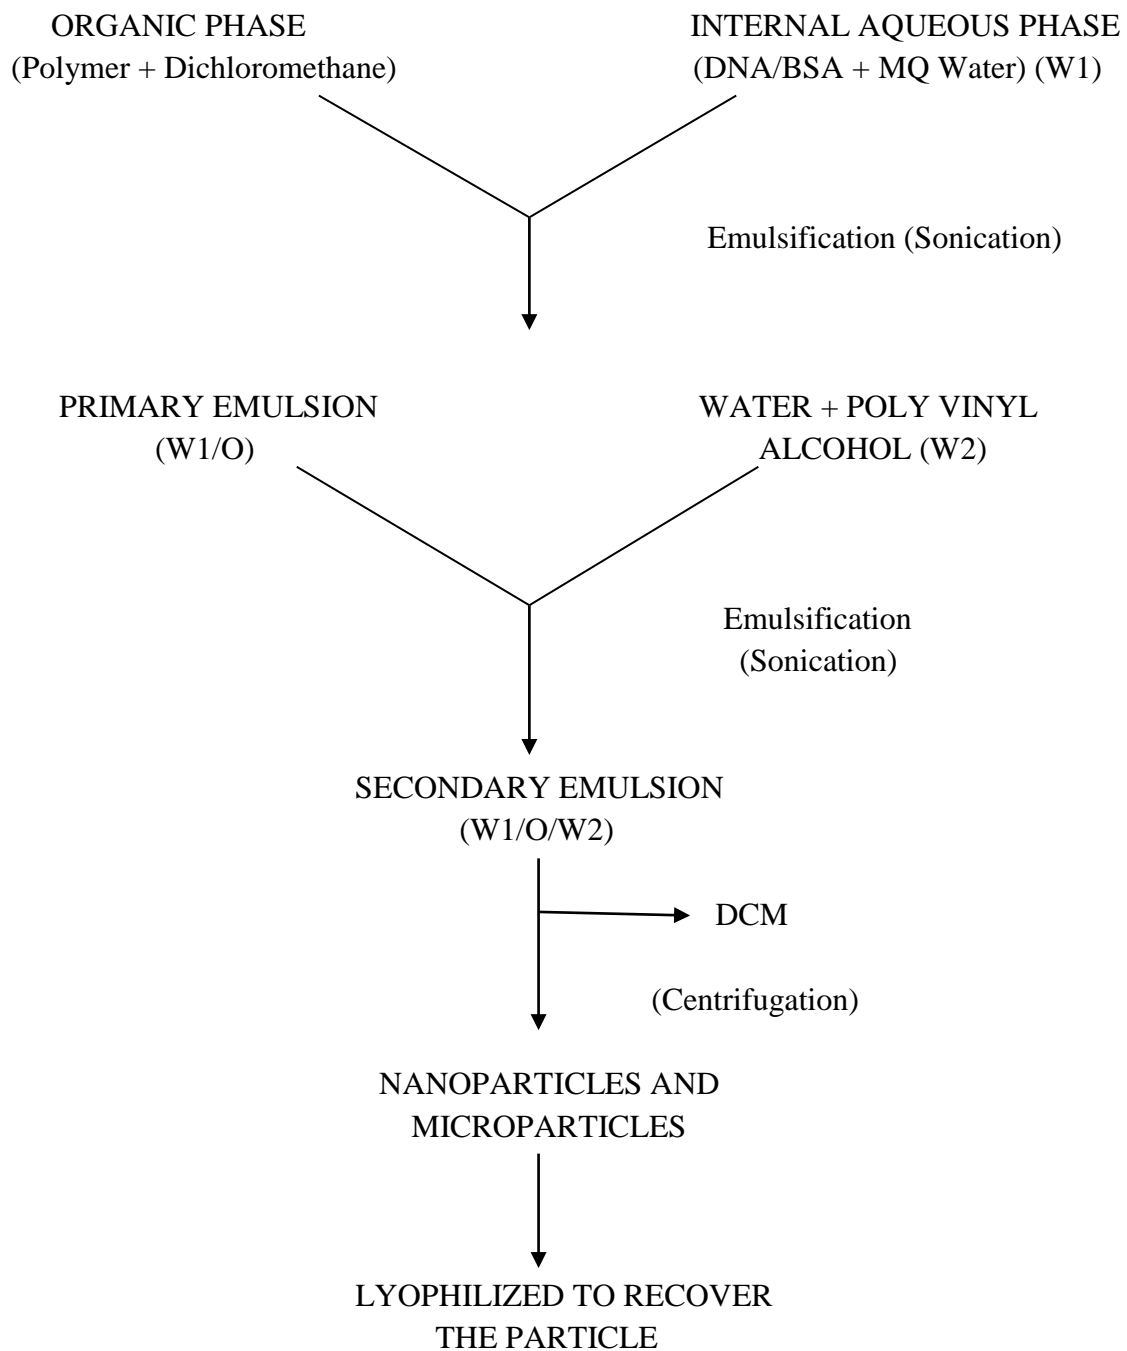 ORGANIC PHASE
(Polymer + Dichloromethane)
INTERNAL AQUEOUS PHASE
(DNA/BSA + MQ Water) (W1)
Emulsification (Sonication)
PRIMARY EMULSION
(W1/O)
WATER + POLY VINYL
ALCOHOL (W2)
Emulsification
(Sonication)
SECONDARY EMULSION
(W1/O/W2)
DCM
(Centrifugation)
NANOPARTICLES AND
MICROPARTICLES
LYOPHILIZED TO RECOVER
THE PARTICLE